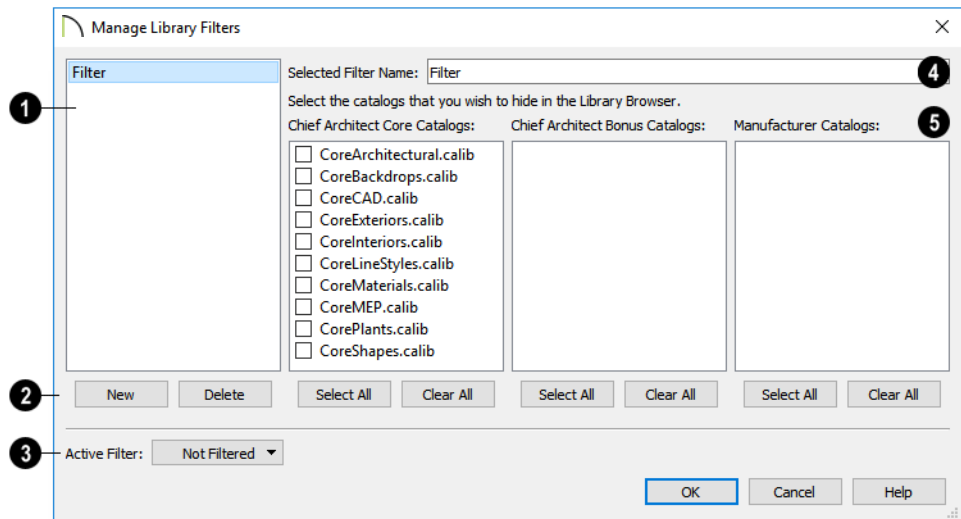 Manage Library Filters
1
Filter
Selected Filter Name: Filter
4
Select the catalogs that you wish to hide in the Library Browser.
Chief Architect Core Catalogs:
Chief Architect Bonus Catalogs:
Manufacturer Catalogs:
5
CoreArchitectural.calib
CoreBackdrops.calib
CoreCAD.calib
CoreExteriors.calib
CoreInteriors.calib
CoreLineStyles.calib
CoreMaterials.calib
CoreMEP.calib
CorePlants.calib
CoreShapes.calib
2
New
Delete
Select All
Clear All
Select All
Clear All
Select All
Clear All
3
Active Filter: Not Filtered
OK
Cancel
Help